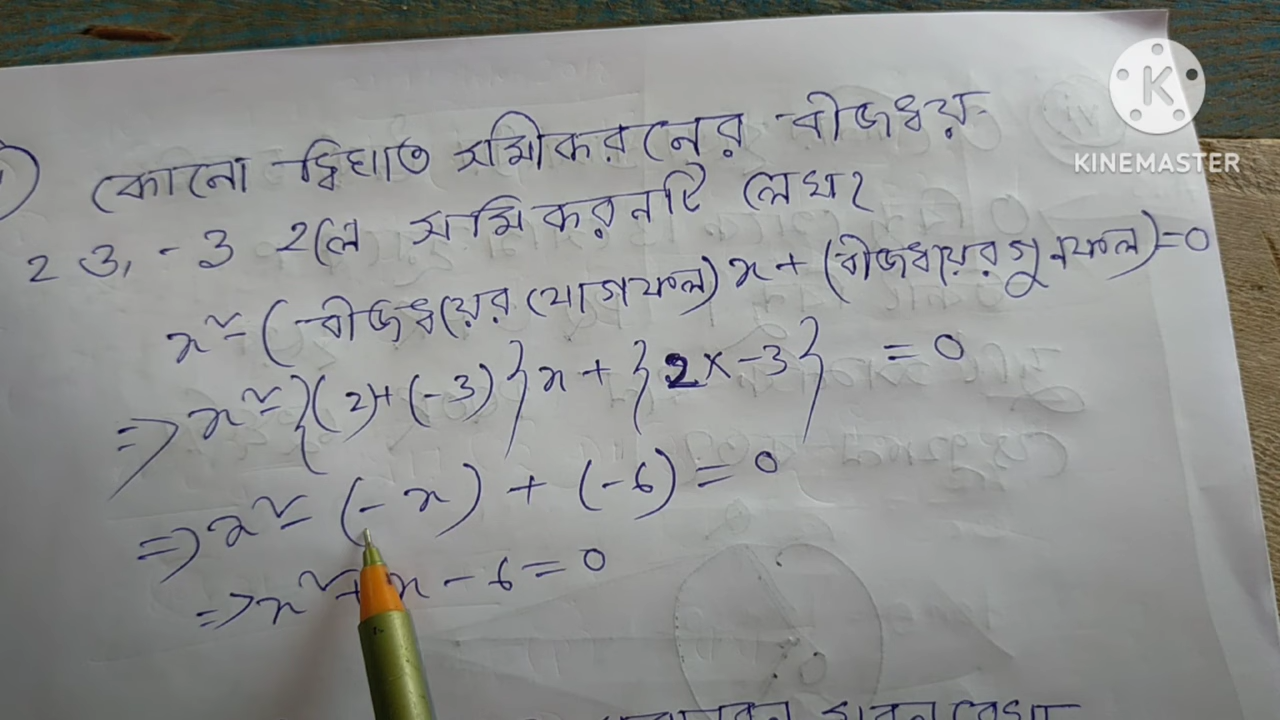 কোনো দ্বিঘাত সমিকরনের বীজদ্বয়
2 ও, -3 হলে সমিকরনটি লেখ?
x² - (বীজদ্বয়ের যোগফল) x + (বীজদ্বয়ের গুনফল) = 0
⇒ x² - {(2) + (-3)} x + {2 x -3} = 0
⇒ x² - (-x) + (-6) = 0
⇒ x² + x - 6 = 0
KINEMASTER